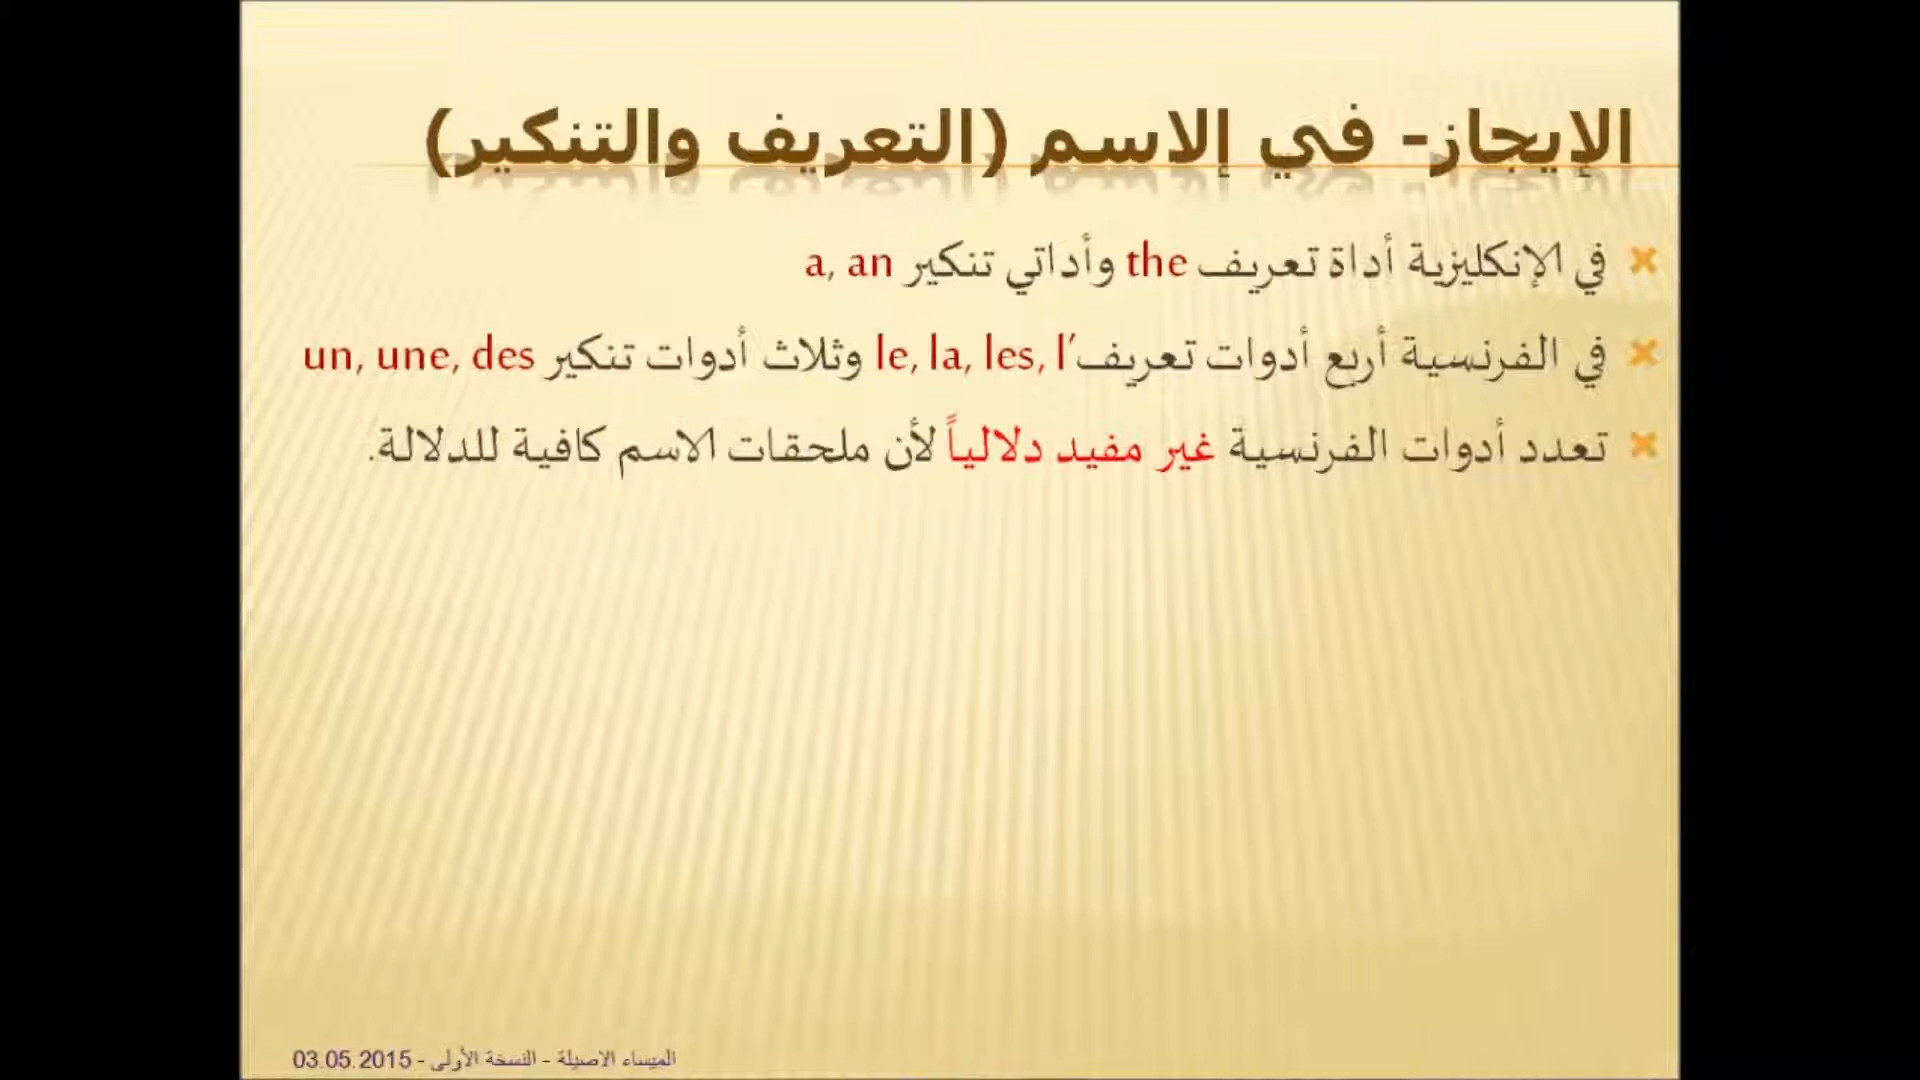 الإيجاز- في إلاسم (التعريف والتنكير)
في الإنكليزية أداة تعريف the وأداتي تنكير a, an
في الفرنسية أربع أدوات تعريف le, la, les, l’ وثلاث أدوات تنكير un, une, des
تعدد أدوات الفرنسية غير مفيد دلالياً لأن ملحقات الاسم كافية للدلالة.
الميساء الاصيلة - النسخة الأولى - 03.05.2015